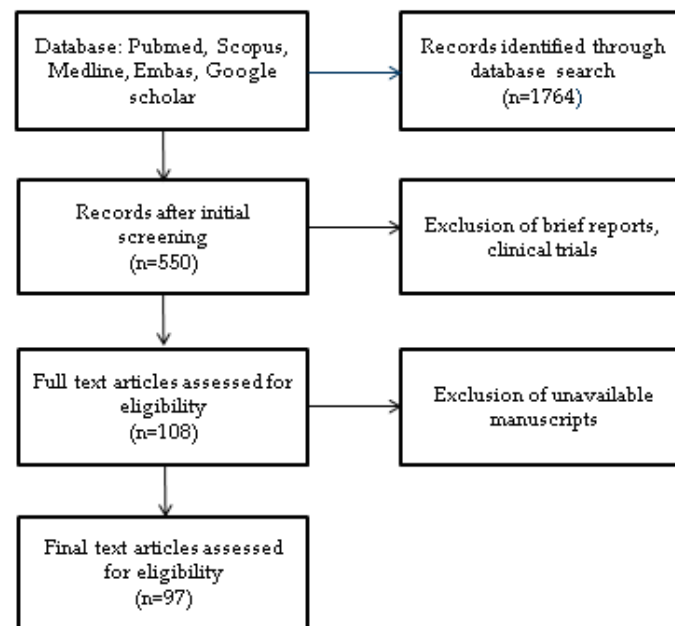 Database: Pubmed, Scopus,
Medline, Embas, Google
scholar
Records identified through
database search
(n=1764)
Records after initial
screening
(n=550)
Exclusion of brief reports,
clinical trials
Full text articles assessed for
eligibility
(n=108)
Exclusion of unavailable
manuscripts
Final text articles assessed
for eligibility
(n=97)